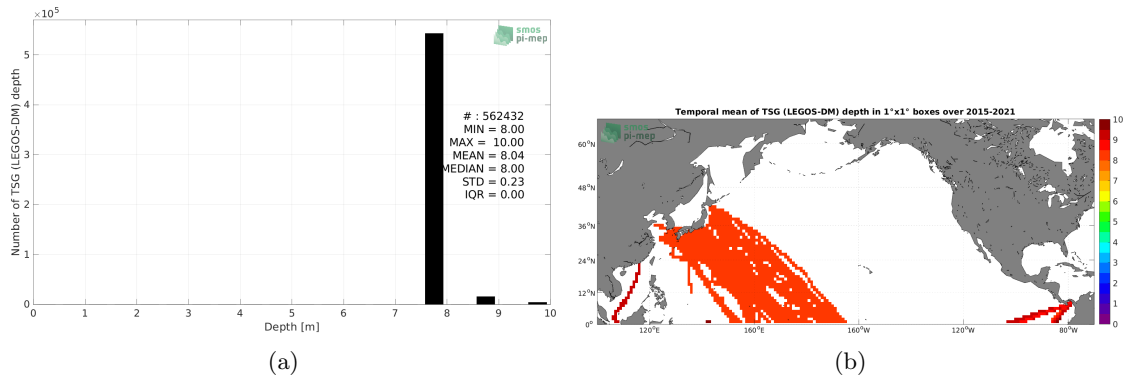 ×10⁵
smos
pi-mep
Number of TSG (LEGOS-DM) depth
5
4
3
2
1
0
# : 562432
MIN = 8.00
MAX = 10.00
MEAN = 8.04
MEDIAN = 8.00
STD = 0.23
IQR = 0.00
0 1 2 3 4 5 6 7 8 9 10
Depth [m]
(a)
Temporal mean of TSG (LEGOS-DM) depth in 1°x1° boxes over 2015-2021
smos
pi-mep
60°N
48°N
36°N
24°N
12°N
0°
120°E 160°E 160°W 120°W 80°W
10
9
8
7
6
5
4
3
2
1
0
(b)